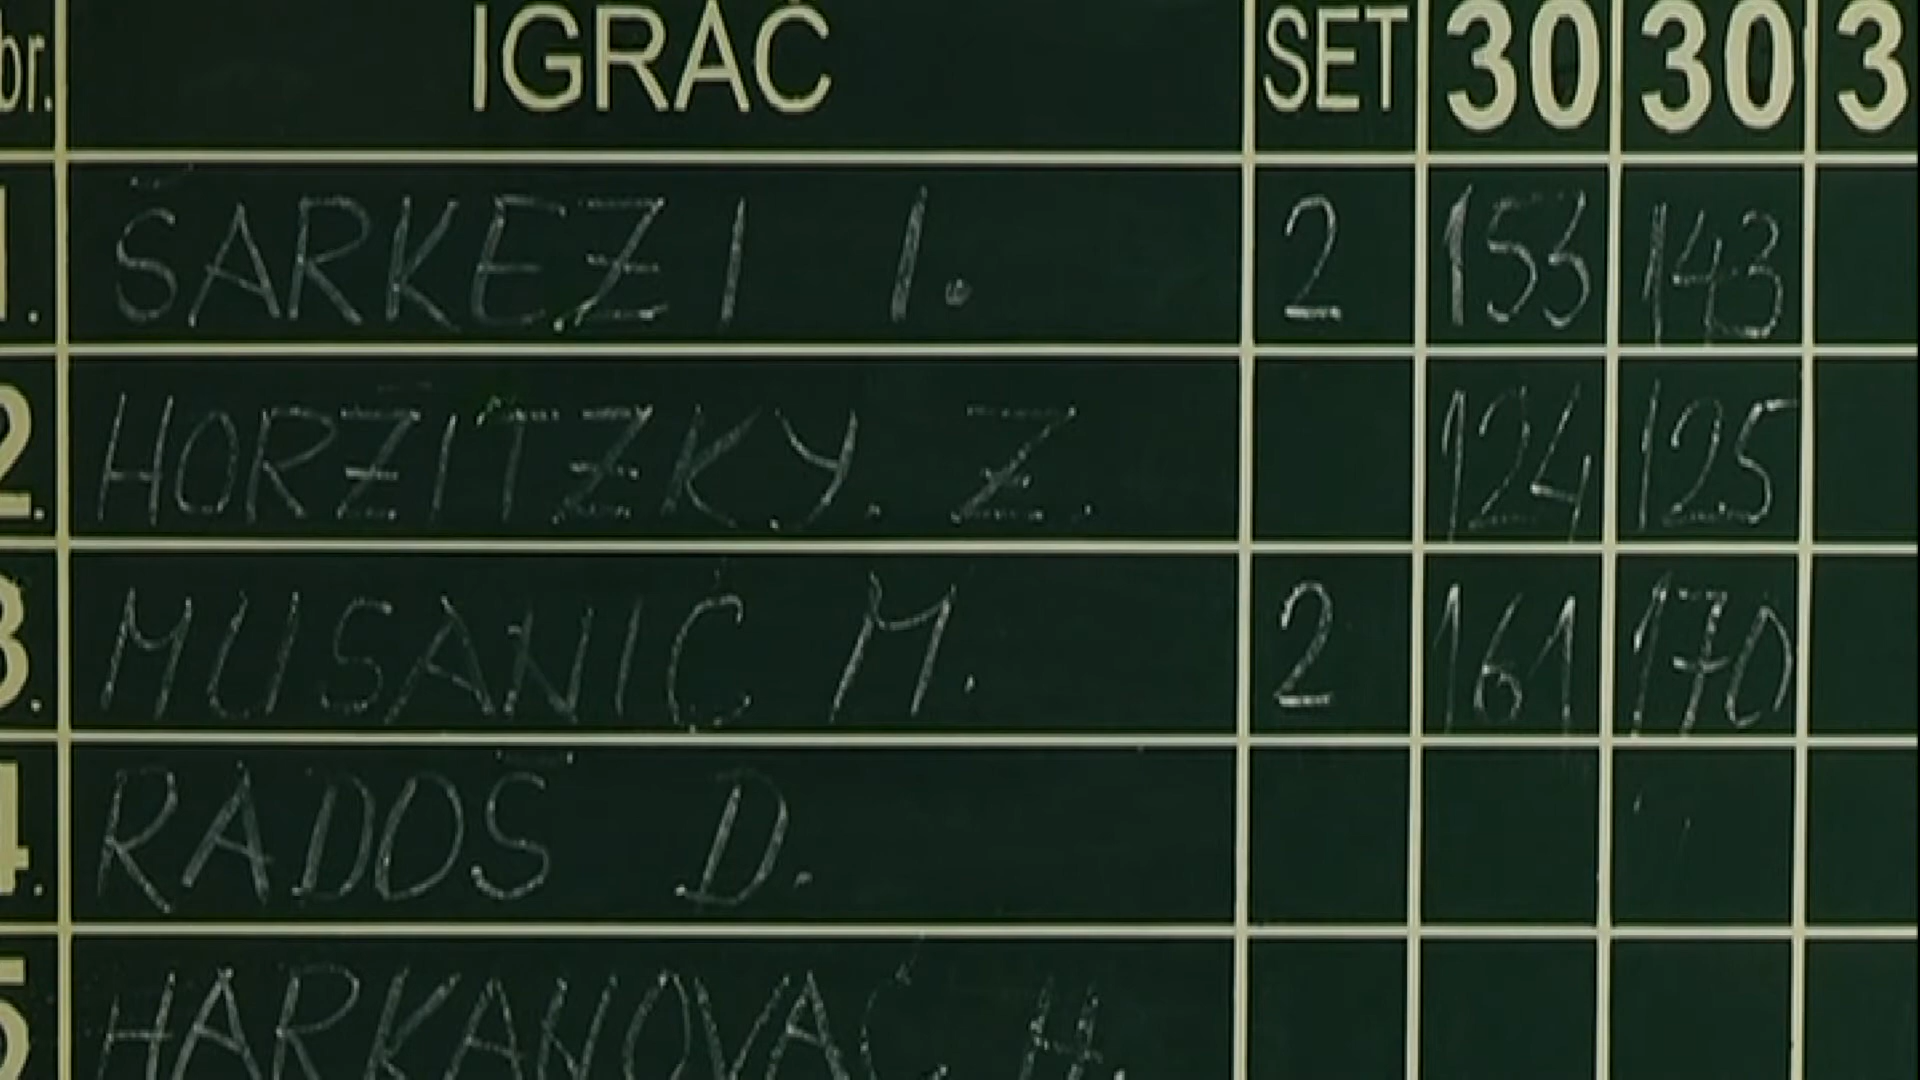 br. IGRAČ SET 30 30 3
1. ŠARKEZI I. 2 153 143
2. HORŽITZKY. Z. 124 125
3. MUSANIĆ M. 2 161 170
4. RADOŠ D.
5 HARKANOVAC H.